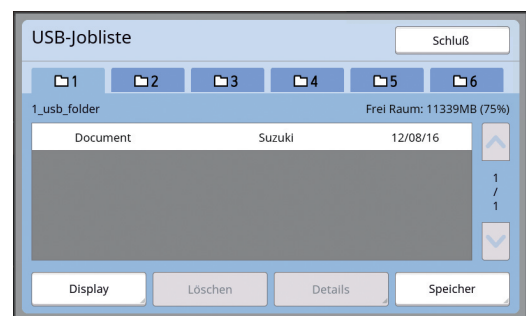 USB-Jobliste Schluß
1 2 3 4 5 6
1_usb_folder Frei Raum: 11339MB (75%)
Document Suzuki 12/08/16
1
/
1
Display Löschen Details Speicher